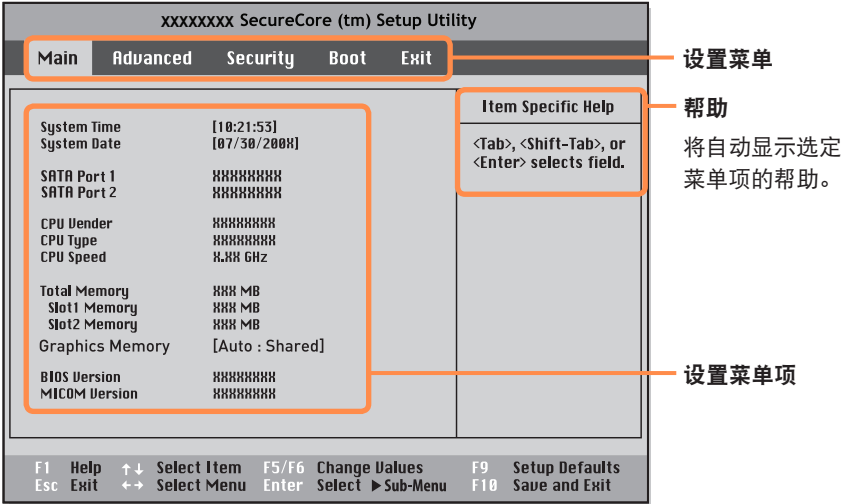 xxxxxxxx SecureCore (tm) Setup Utility
Main Advanced Security Boot Exit
设置菜单
Item Specific Help
帮助
<Tab>, <Shift-Tab>, or
<Enter> selects field.
将自动显示选定
菜单项的帮助。
System Time [10:21:53]
System Date [07/30/200X]
SATA Port 1 XXXXXXXX
SATA Port 2 XXXXXXXX
CPU Vender XXXXXXXX
CPU Type XXXXXXXX
CPU Speed X.XX GHz
Total Memory XXX MB
Slot1 Memory XXX MB
Slot2 Memory XXX MB
Graphics Memory [Auto : Shared]
BIOS Version XXXXXXXX
MICOM Version XXXXXXXX
设置菜单项
F1 Help ↑↓ Select Item F5/F6 Change Values F9 Setup Defaults
Esc Exit ←→ Select Menu Enter Select ▶Sub-Menu F10 Save and Exit